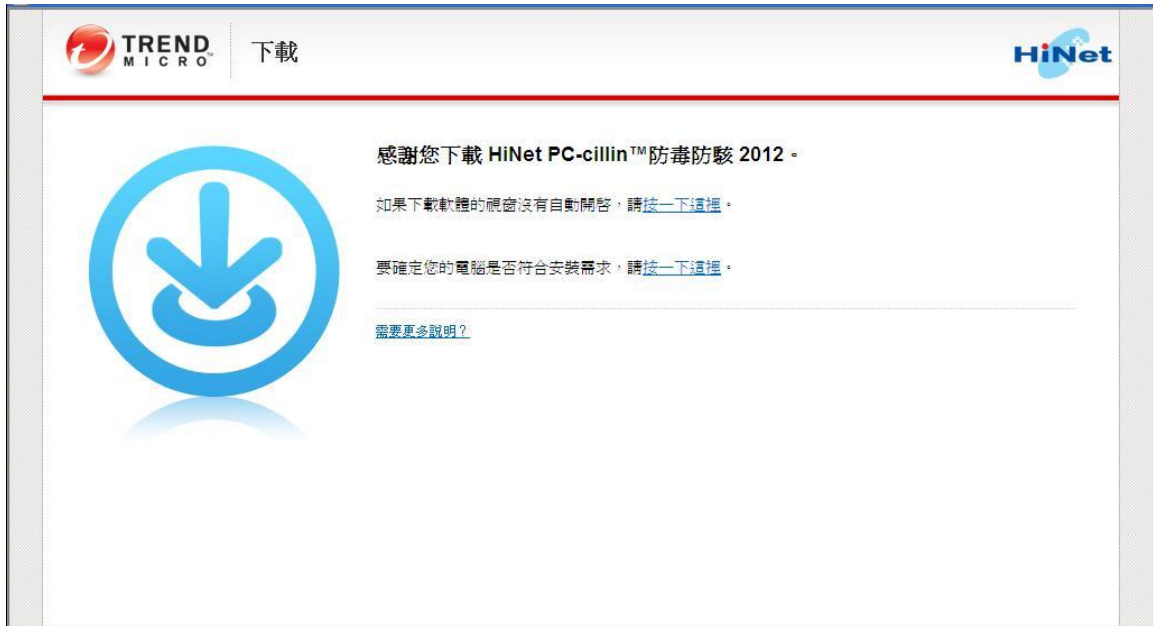 TREND MICRO™
下載
HiNet
感謝您下載 HiNet PC-cillin™防毒防駭 2012。
如果下載軟體的視窗沒有自動開啓，請按一下這裡。
要確定您的電腦是否符合安裝需求，請按一下這裡。
需要更多說明？